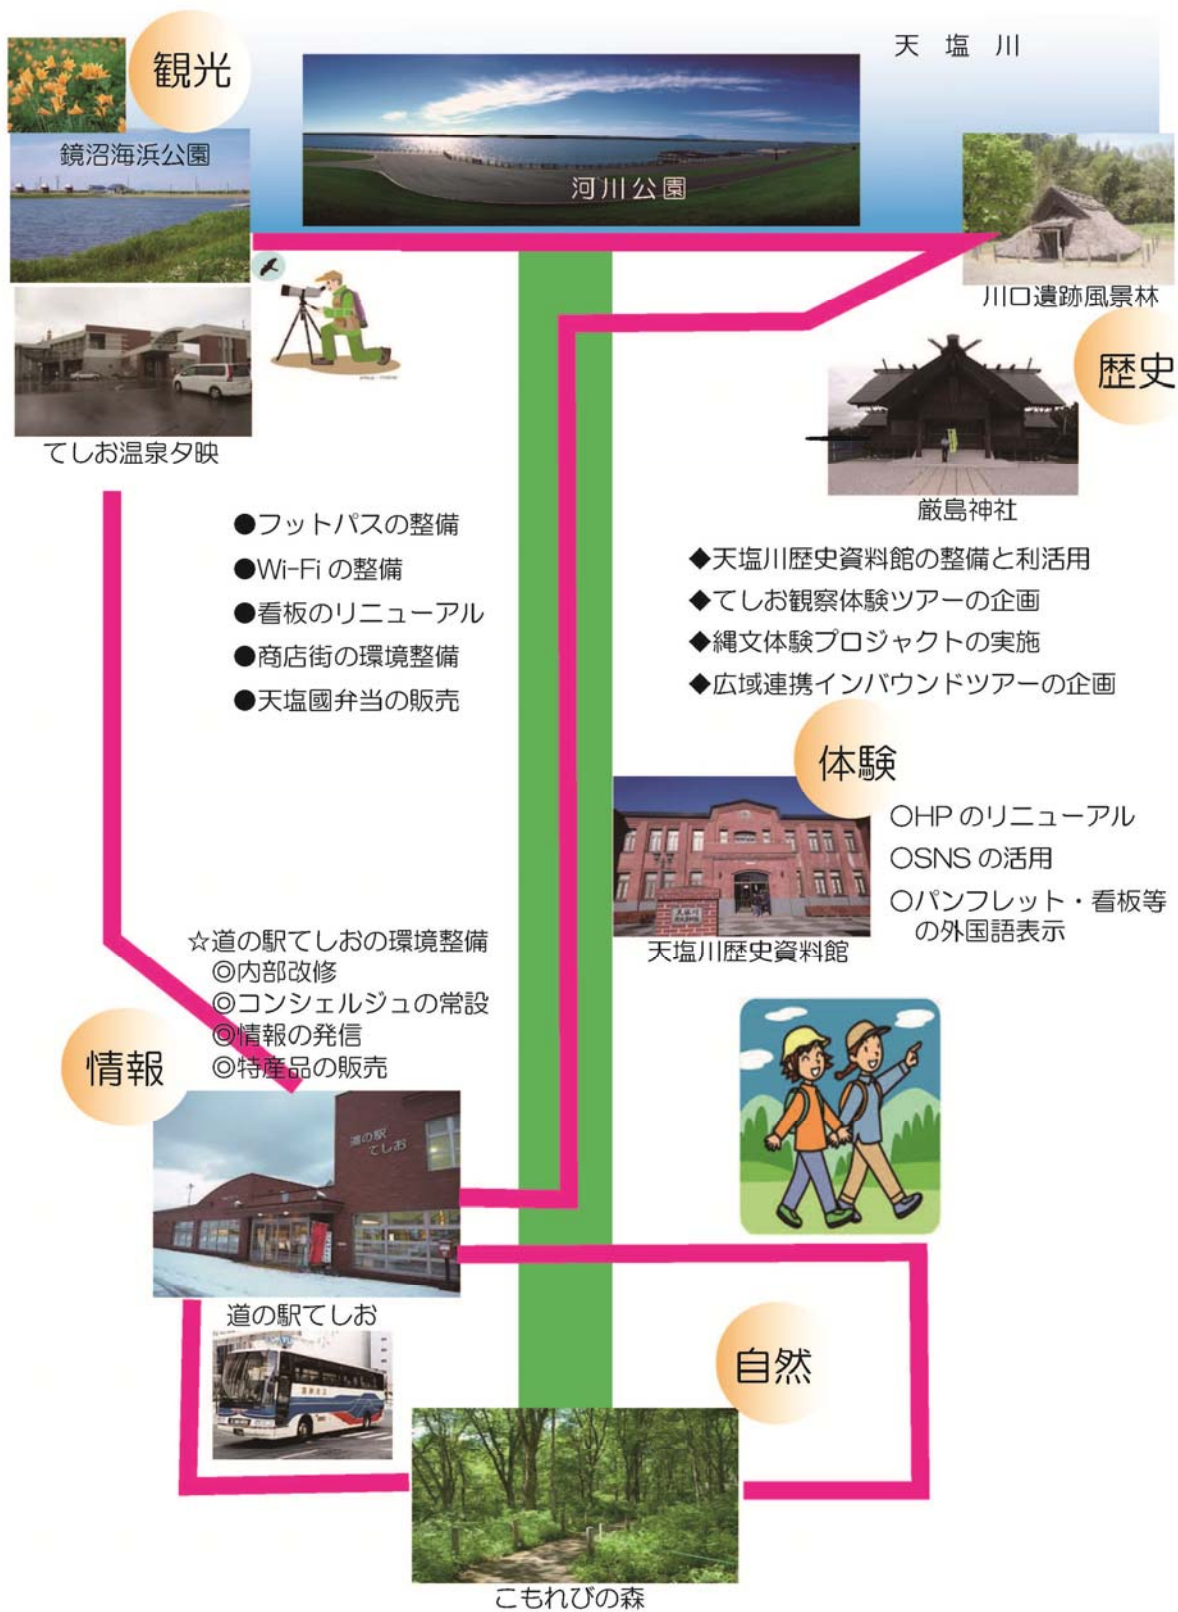 観光
天塩川
鏡沼海浜公園
河川公園
川口遺跡風景林
歴史
てしお温泉夕映
厳島神社
●フットパスの整備
●Wi-Fi の整備
●看板のリニューアル
●商店街の環境整備
●天塩國弁当の販売
◆天塩川歴史資料館の整備と利活用
◆てしお観察体験ツアーの企画
◆縄文体験プロジャクトの実施
◆広域連携インバウンドツアーの企画
体験
○HP のリニューアル
○SNS の活用
○パンフレット・看板等
の外国語表示
天塩川歴史資料館
☆道の駅てしおの環境整備
◎内部改修
◎コンシェルジュの常設
◎情報の発信
◎特産品の販売
情報
道の駅
てしお
道の駅てしお
自然
こもれびの森